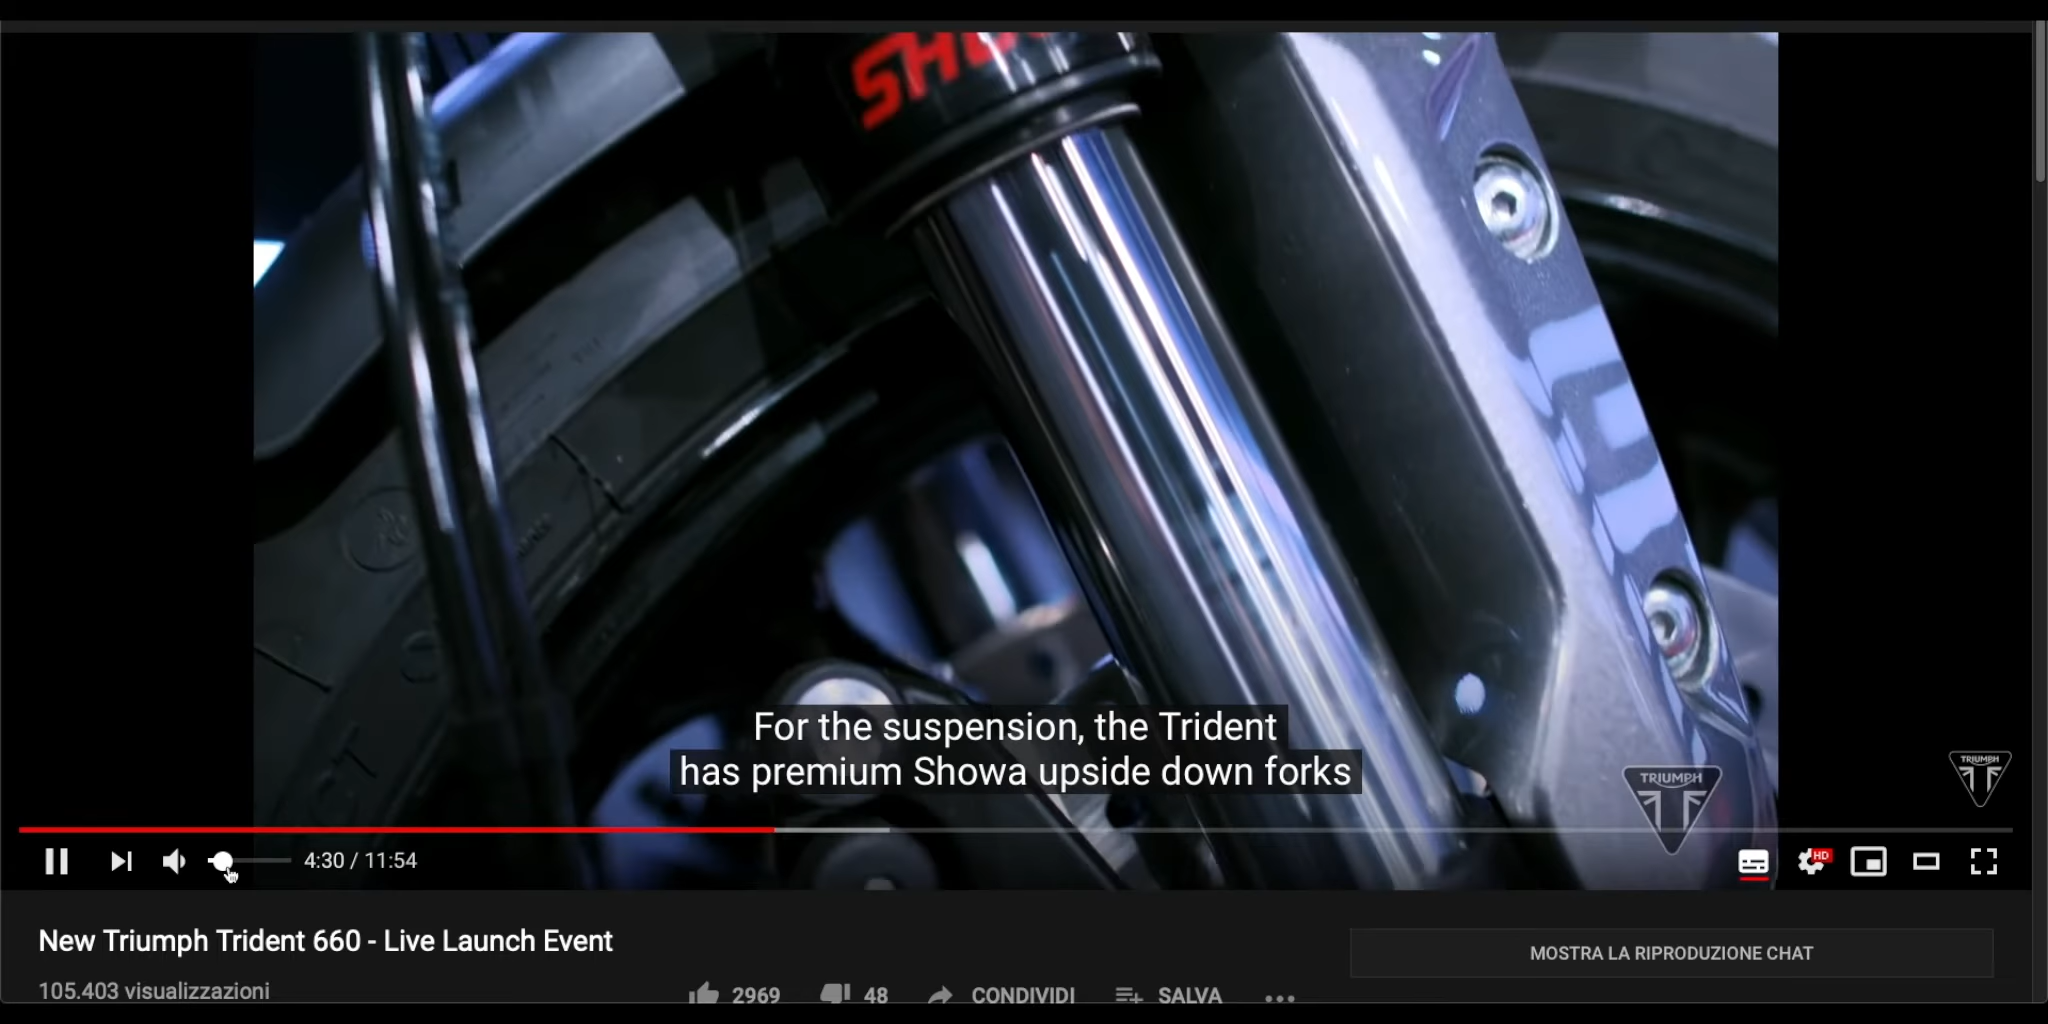 For the suspension, the Trident
has premium Showa upside down forks
TRIUMPH
TRIUMPH
4:30 / 11:54
HD
New Triumph Trident 660 - Live Launch Event
MOSTRA LA RIPRODUZIONE CHAT
105.403 visualizzazioni
2969
48
CONDIVIDI
SALVA